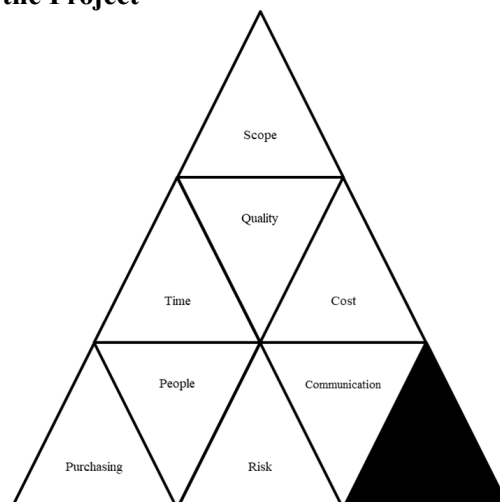 the Project
Scope
Quality
Time
Cost
People
Communication
Purchasing
Risk